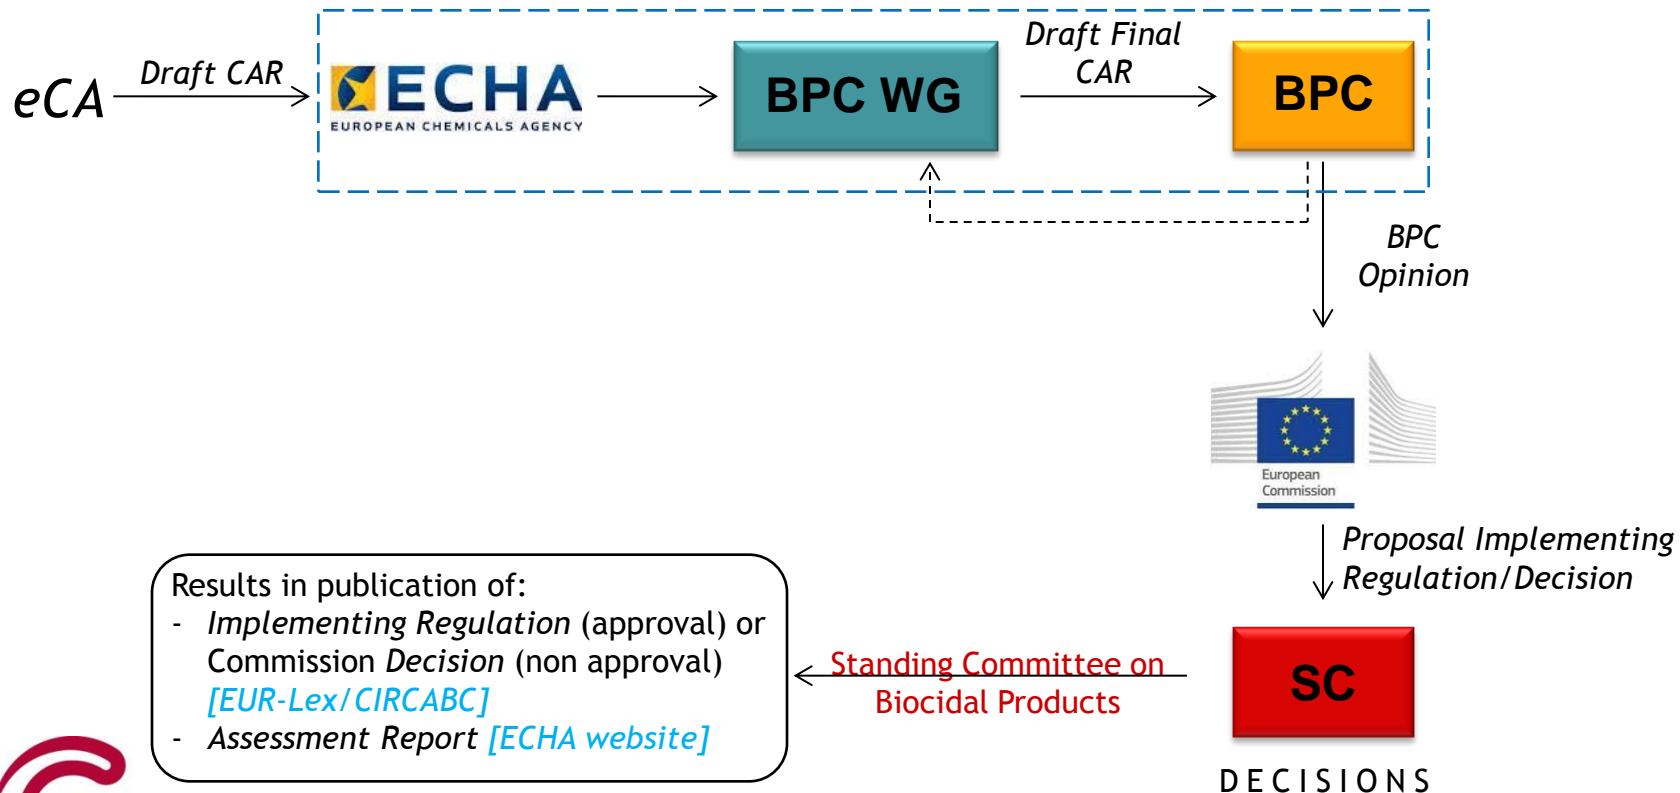 eCA
Draft CAR
ECHA
EUROPEAN CHEMICALS AGENCY
BPC WG
Draft Final
CAR
BPC
BPC
Opinion
European
Commission
Proposal Implementing
Regulation/Decision
SC
DECISIONS
Standing Committee on
Biocidal Products
Results in publication of:
- Implementing Regulation (approval) or
Commission Decision (non approval)
[EUR-Lex/CIRCABC]
- Assessment Report [ECHA website]